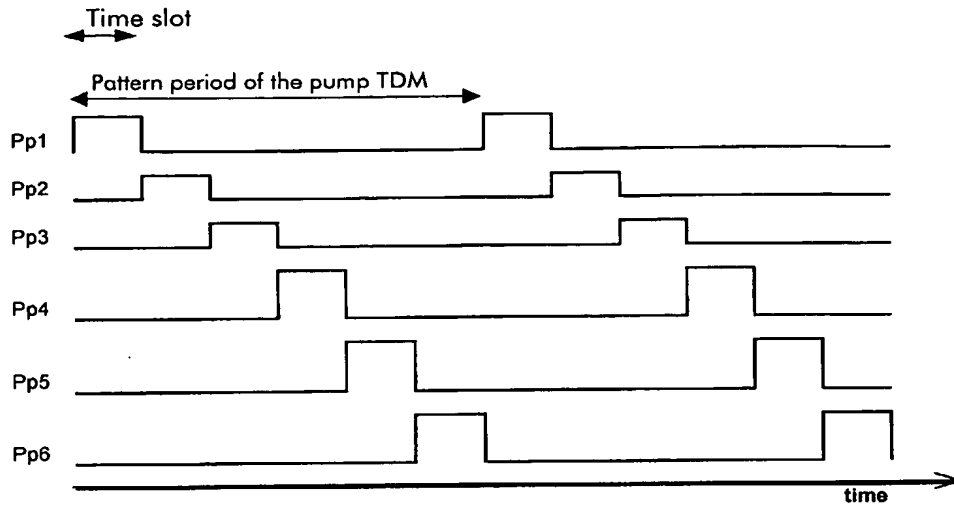 Time slot
Pattern period of the pump TDM
Pp1
Pp2
Pp3
Pp4
Pp5
Pp6
time